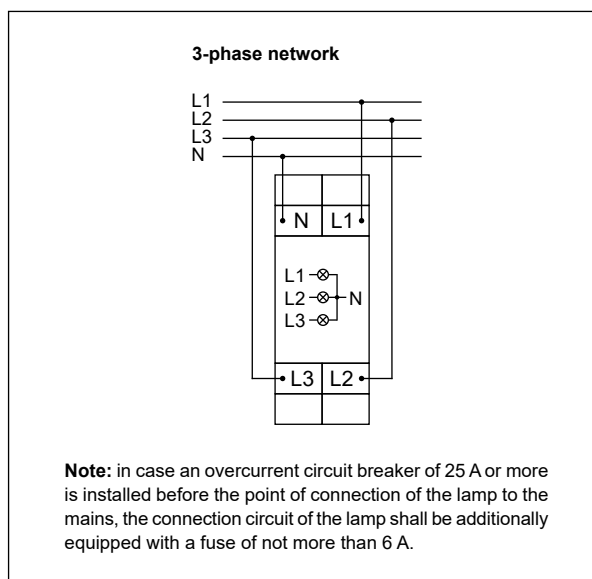 3-phase network
L1
L2
L3
N
N L1
L1
L2 N
L3
L3 L2
Note: in case an overcurrent circuit breaker of 25 A or more
is installed before the point of connection of the lamp to the
mains, the connection circuit of the lamp shall be additionally
equipped with a fuse of not more than 6 A.